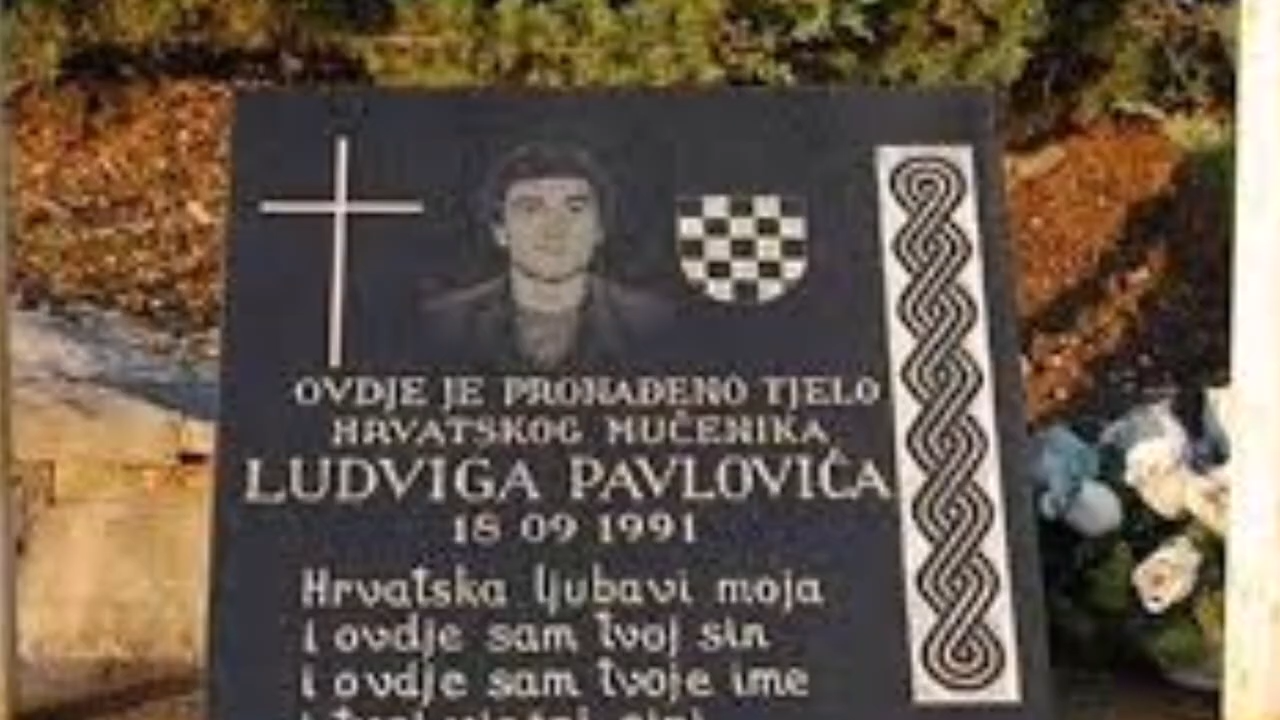 OVDJE JE PRONAĐENO TJELO
HRVATSKOG MUČENIKA
LUDVIGA PAVLOVIĆA
18 09 1991
Hrvatska ljubavi moja
i ovdje sam tvoj sin
i ovdje sam tvoje ime